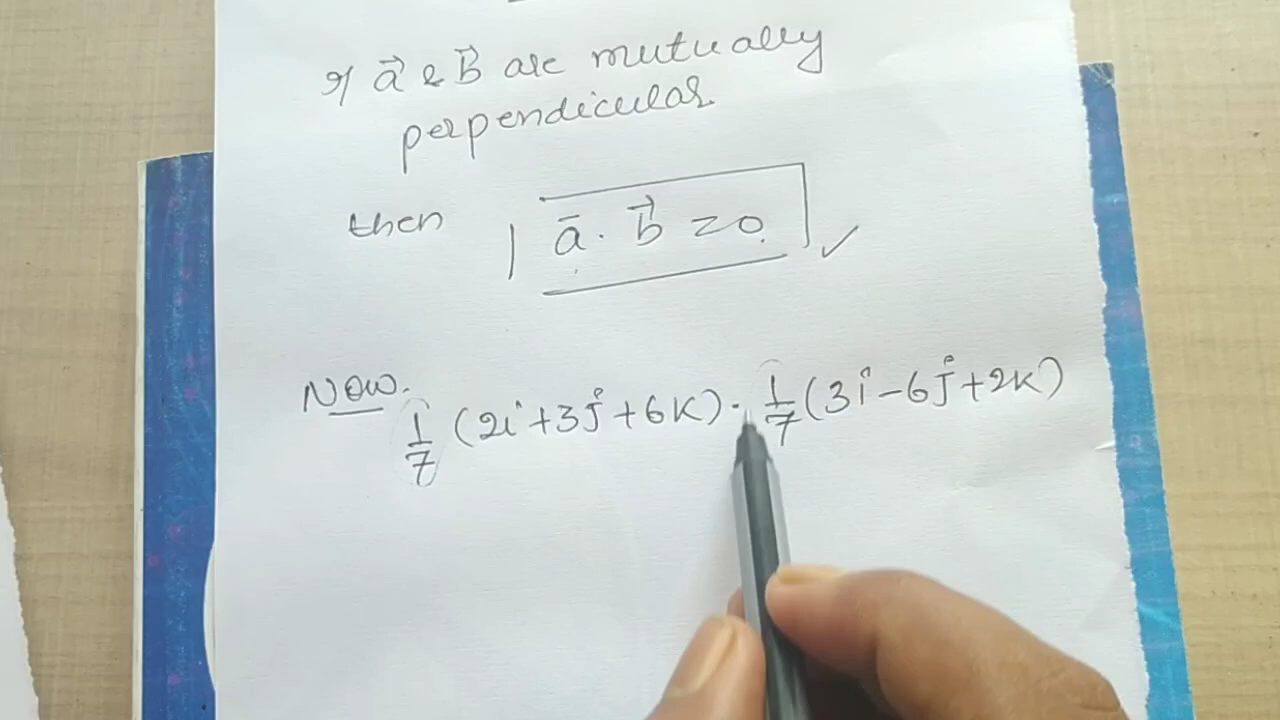 If a⃗ & b⃗ are mutually
perpendicular
then a̅ · b⃗ = 0 ✓
Now. 1/7 (2i + 3j + 6k) · 1/7 (3i - 6j + 2k)